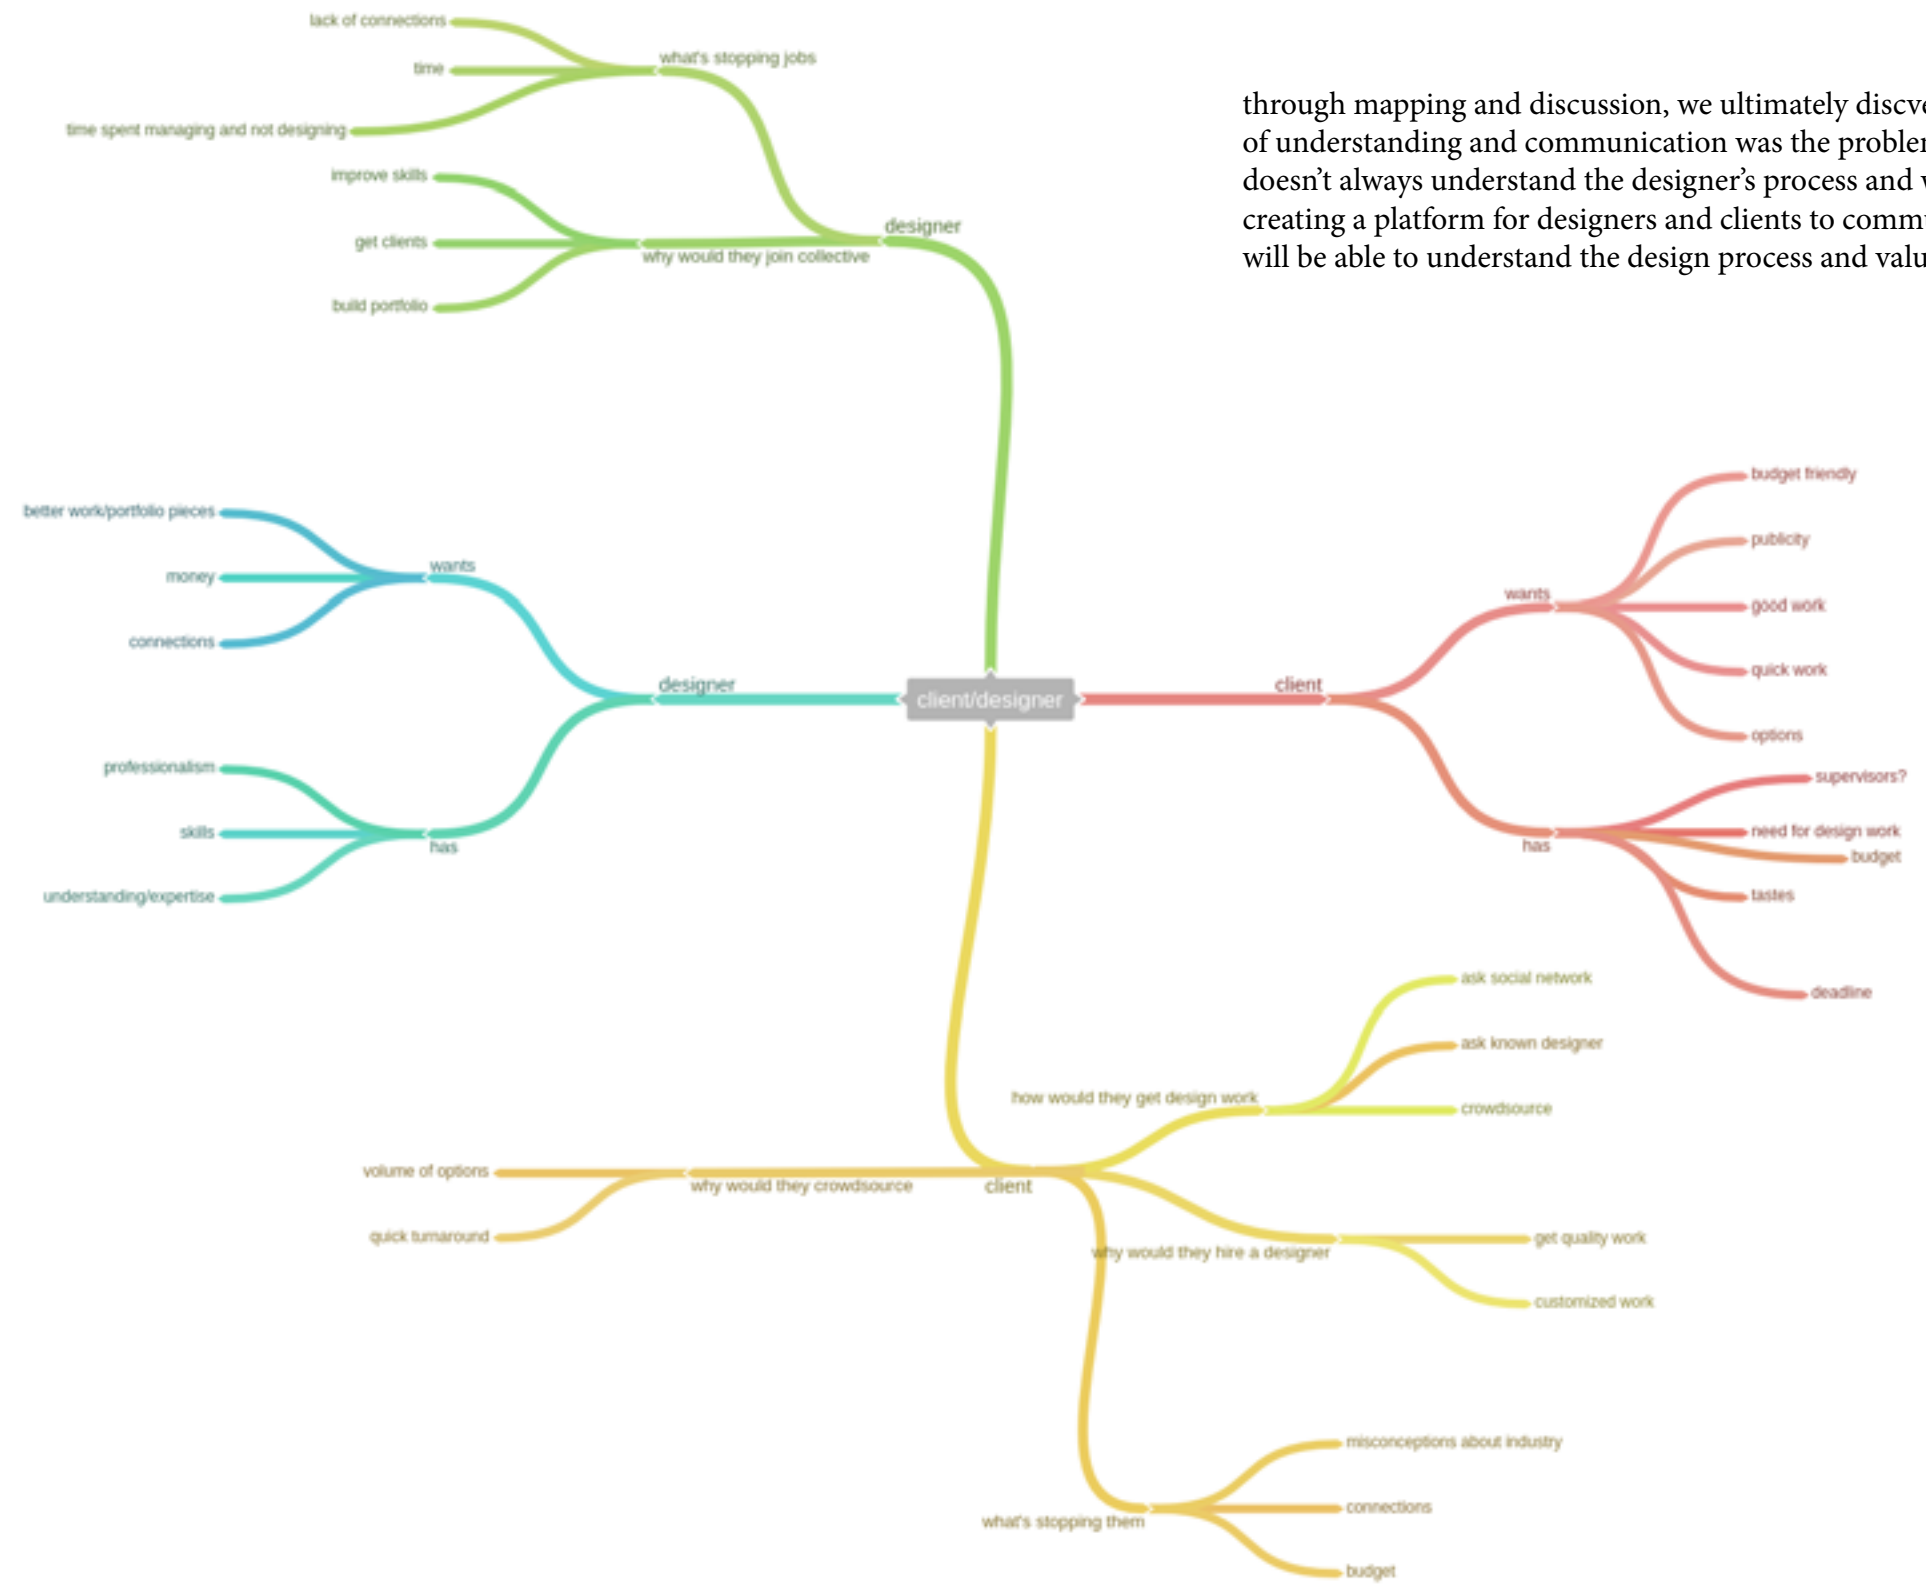 lack of connections
what's stopping jobs
time
time spent managing and not designing
through mapping and discussion, we ultimately
of understanding and communication was the
doesn't always understand the designer's process and
creating a platform for designers and clients to
will be able to understand the design process and
improve skills
designer
get clients
why would they join collective
build portfolio
better work/portfolio pieces
wants
money
connections
designer
professionalism
skills
has
understanding/expertise
client/designer
client
wants
budget friendly
publicity
good work
quick work
options
has
supervisors?
need for design work
budget
tastes
deadline
client
how would they get design work
ask social network
ask known designer
crowdsource
why would they crowdsource
volume of options
quick turnaround
why would they hire a designer
get quality work
customized work
what's stopping them
misconceptions about industry
connections
budget